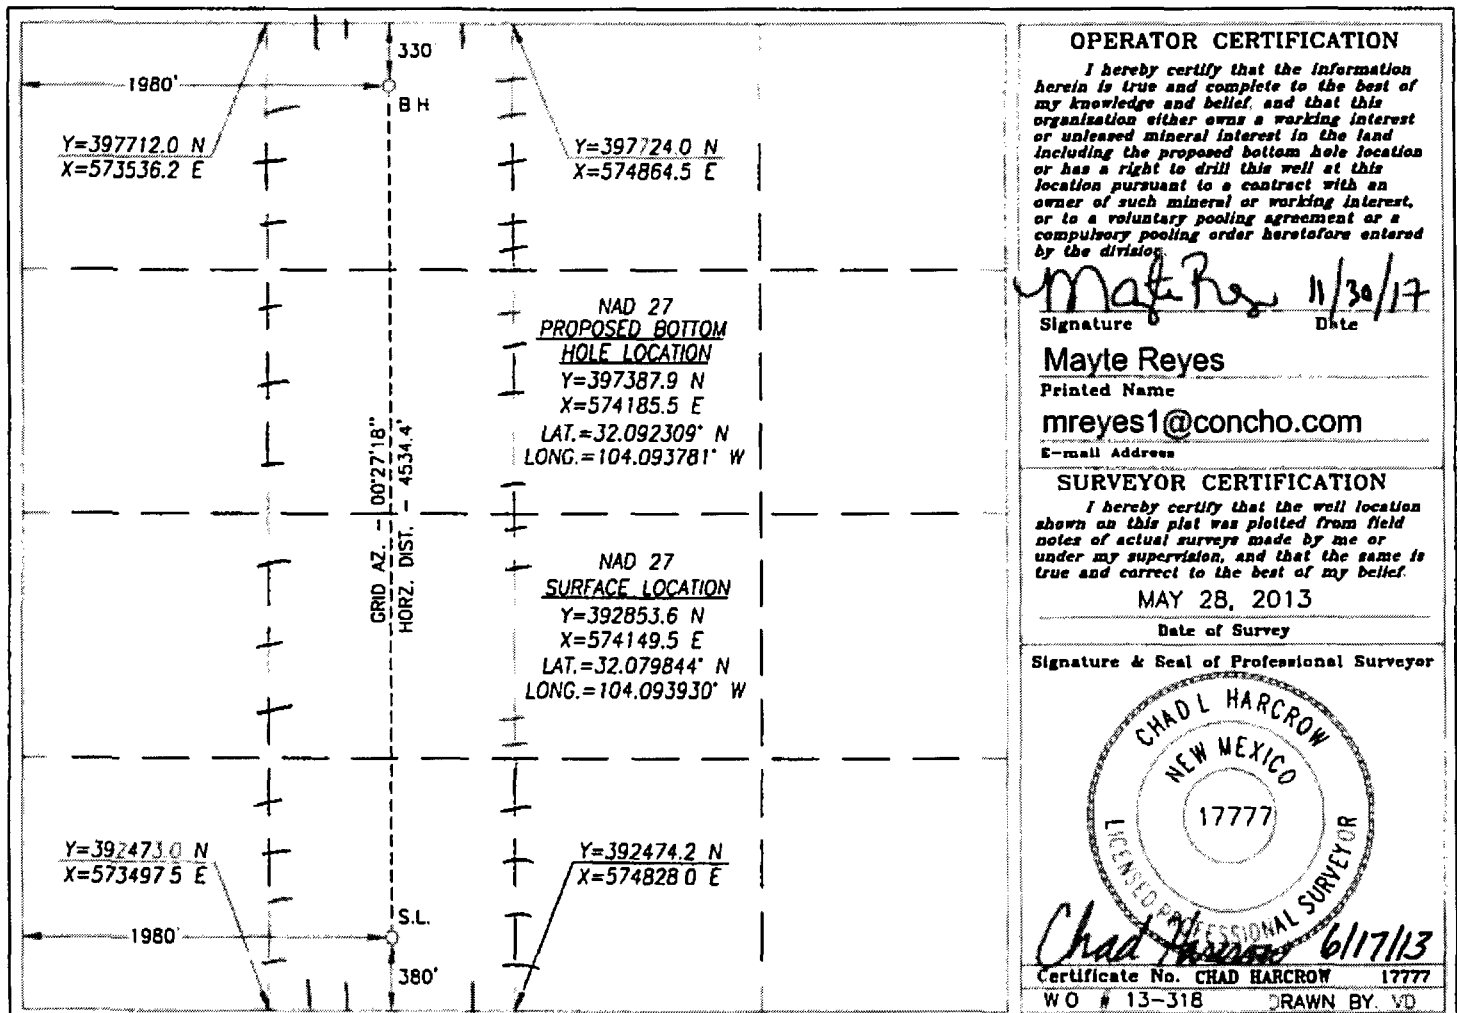 330'
1980'
B H
Y=397712.0 N
X=573536.2 E
Y=397724.0 N
X=574864.5 E
NAD 27
PROPOSED BOTTOM
HOLE LOCATION
Y=397387.9 N
X=574185.5 E
LAT.=32.092309° N
LONG.=104.093781° W
GRID AZ. - 00°27'18"
HORZ. DIST. - 4534.4'
NAD 27
SURFACE LOCATION
Y=392853.6 N
X=574149.5 E
LAT.=32.079844° N
LONG.=104.093930° W
Y=392473.0 N
X=573497.5 E
Y=392474.2 N
X=574828.0 E
S.L.
1980'
380'
OPERATOR CERTIFICATION
I hereby certify that the information
herein is true and complete to the best of
my knowledge and belief, and that this
organization either owns a working interest
or unleased mineral interest in the land
including the proposed bottom hole location
or has a right to drill this well at this
location pursuant to a contract with an
owner of such mineral or working interest,
or to a voluntary pooling agreement or a
compulsory pooling order heretofore entered
by the division
Mayte Reyes 11/30/17
Signature Date
Mayte Reyes
Printed Name
mreyes1@concho.com
E-mail Address
SURVEYOR CERTIFICATION
I hereby certify that the well location
shown on this plat was plotted from field
notes of actual surveys made by me or
under my supervision, and that the same is
true and correct to the best of my belief.
MAY 28, 2013
Date of Survey
Signature & Seal of Professional Surveyor
CHAD L HARCROW
NEW MEXICO
17777
LICENSED PROFESSIONAL SURVEYOR
Chad Harcrow 6/17/13
Certificate No. CHAD HARCROW 17777
W O # 13-318 DRAWN BY. VD